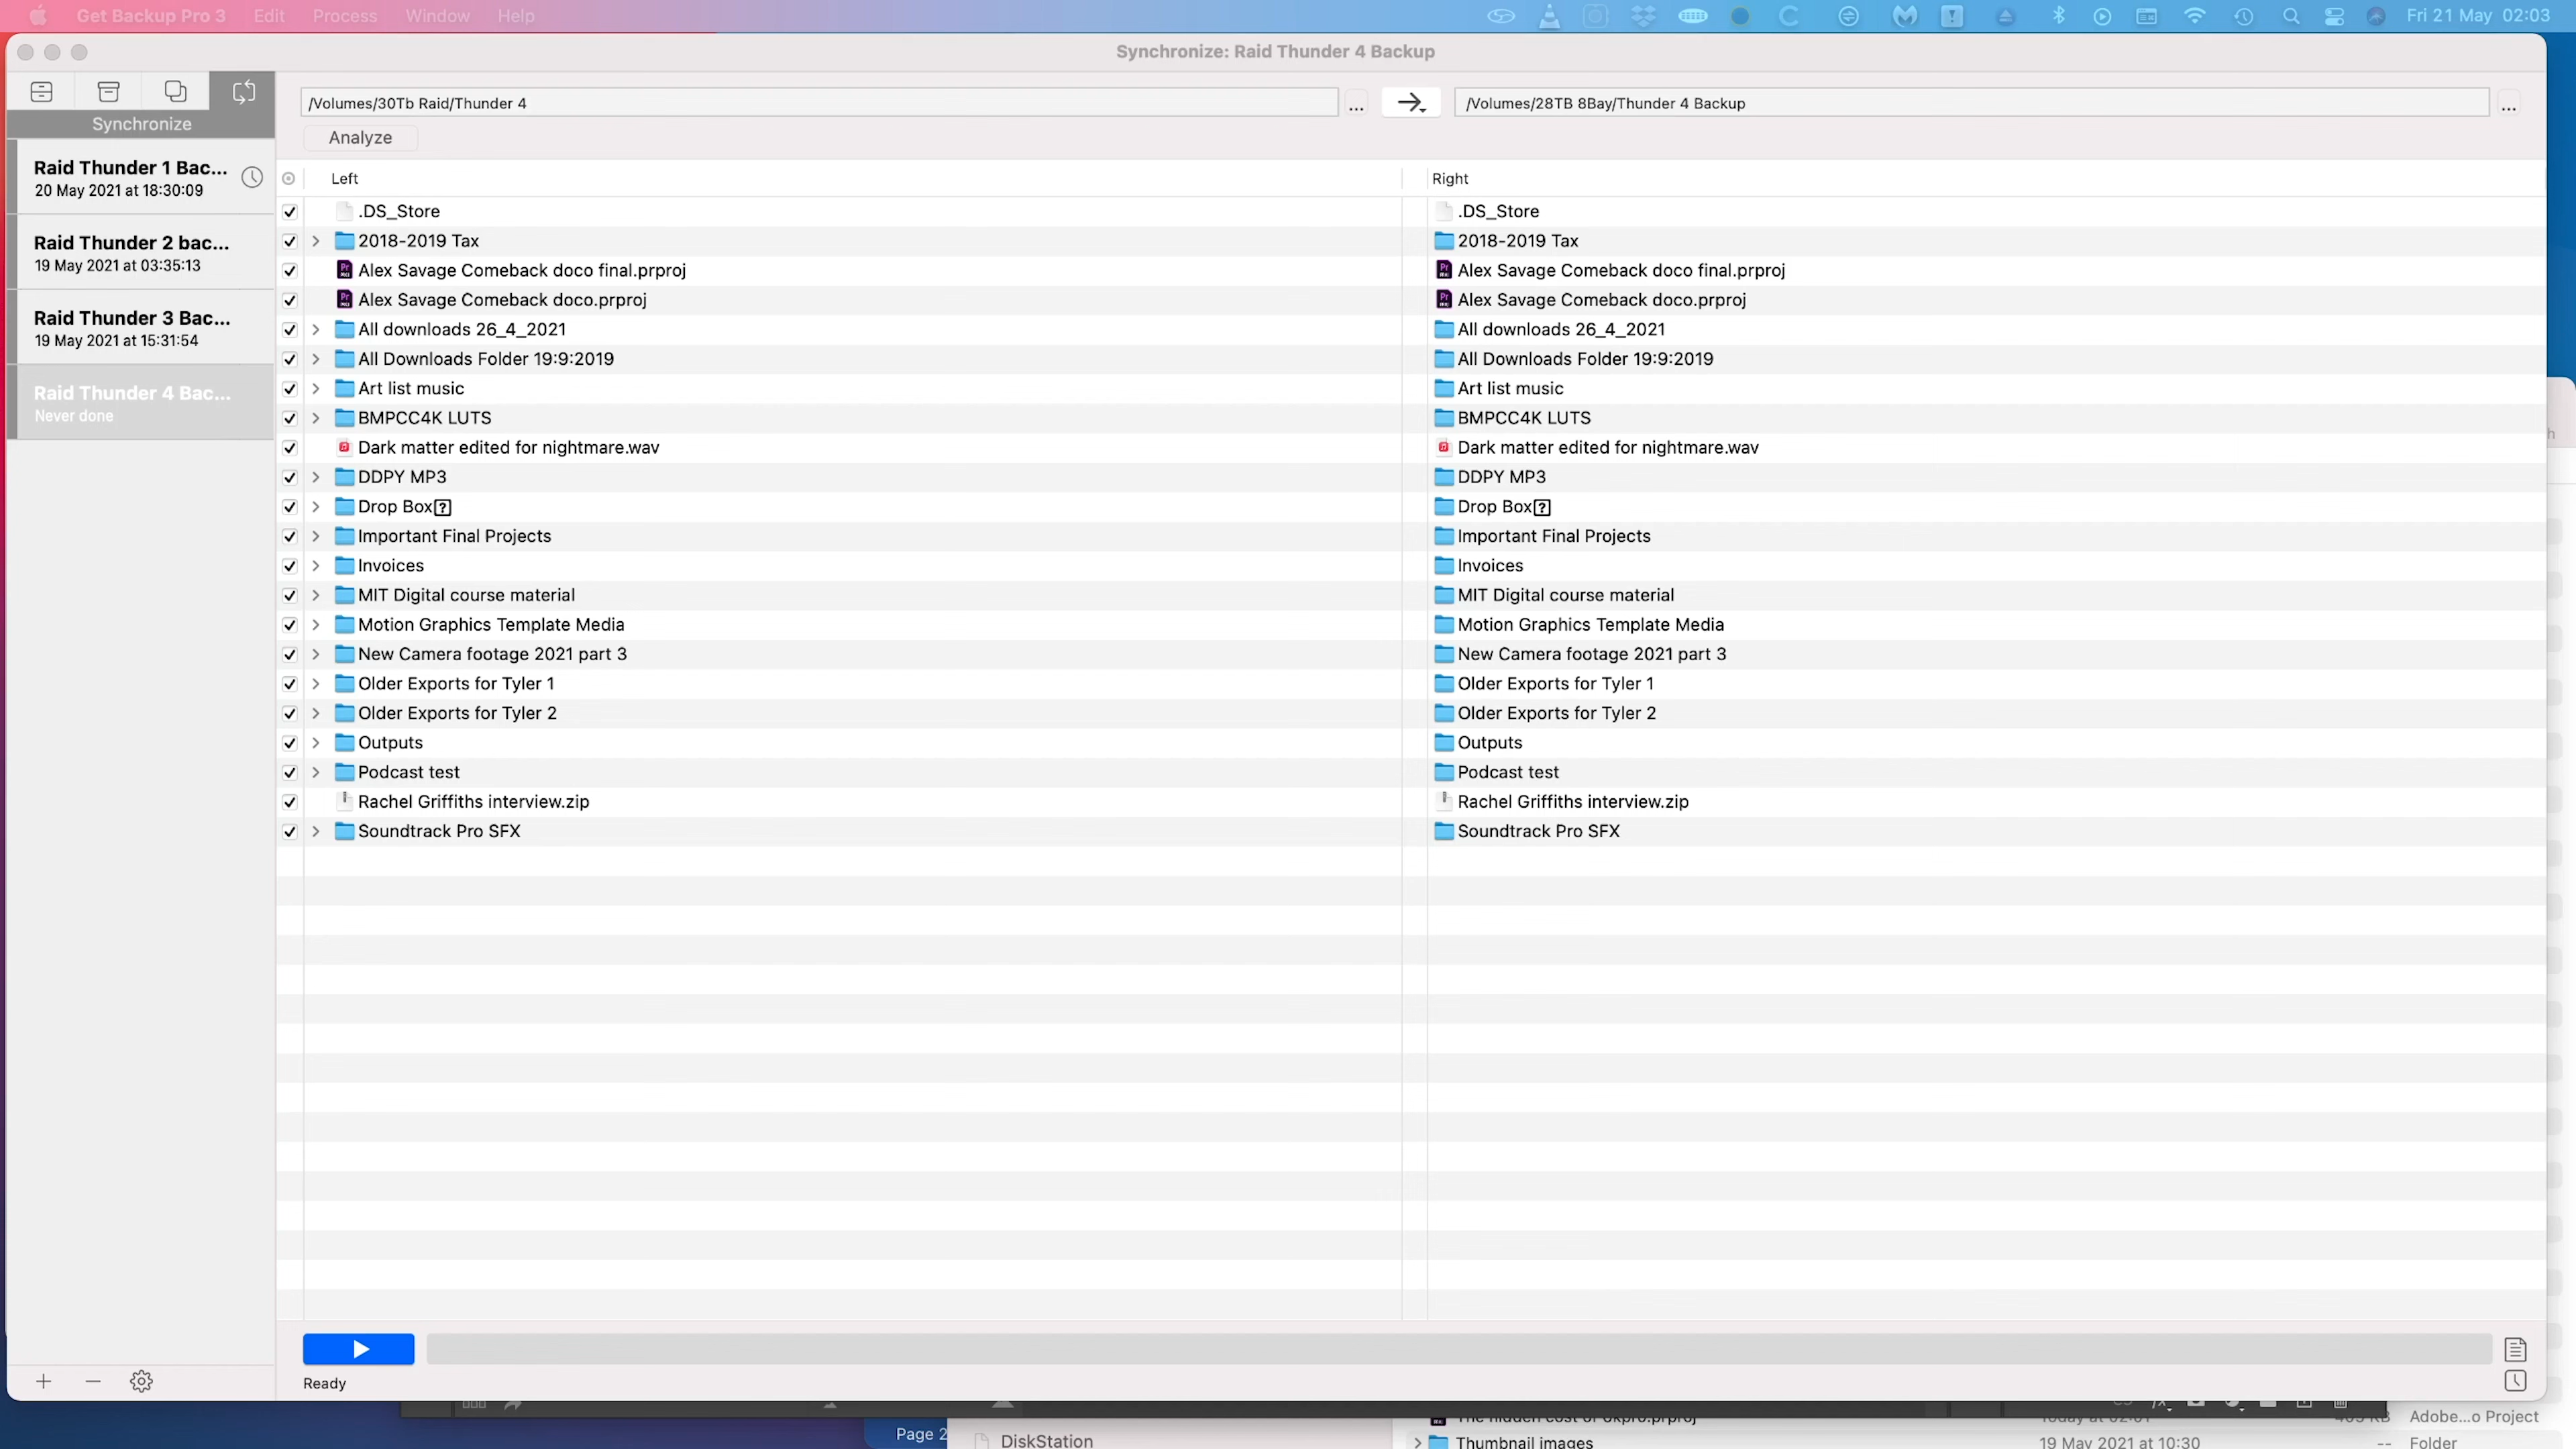 Get Backup Pro 3 Edit Process Window Help Fri 21 May 02:03
Synchronize: Raid Thunder 4 Backup
/Volumes/30Tb Raid/Thunder 4 ... /Volumes/28TB 8Bay/Thunder 4 Backup ...
Synchronize
Analyze
Raid Thunder 1 Bac...
20 May 2021 at 18:30:09
Raid Thunder 2 bac...
19 May 2021 at 03:35:13
Raid Thunder 3 Bac...
19 May 2021 at 15:31:54
Raid Thunder 4 Bac...
Never done
Left Right
.DS_Store .DS_Store
2018-2019 Tax 2018-2019 Tax
Alex Savage Comeback doco final.prproj Alex Savage Comeback doco final.prproj
Alex Savage Comeback doco.prproj Alex Savage Comeback doco.prproj
All downloads 26_4_2021 All downloads 26_4_2021
All Downloads Folder 19:9:2019 All Downloads Folder 19:9:2019
Art list music Art list music
BMPCC4K LUTS BMPCC4K LUTS
Dark matter edited for nightmare.wav Dark matter edited for nightmare.wav
DDPY MP3 DDPY MP3
Drop Box Drop Box
Important Final Projects Important Final Projects
Invoices Invoices
MIT Digital course material MIT Digital course material
Motion Graphics Template Media Motion Graphics Template Media
New Camera footage 2021 part 3 New Camera footage 2021 part 3
Older Exports for Tyler 1 Older Exports for Tyler 1
Older Exports for Tyler 2 Older Exports for Tyler 2
Outputs Outputs
Podcast test Podcast test
Rachel Griffiths interview.zip Rachel Griffiths interview.zip
Soundtrack Pro SFX Soundtrack Pro SFX
Ready
Adobe...o Project
Page 2 DiskStation Thumbnail images 19 May 2021 at 10:30 -- Folder